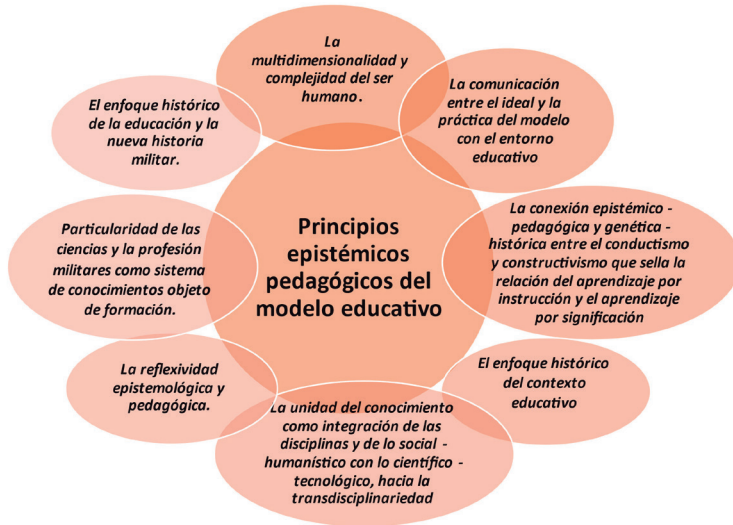 La
multidimensionalidad y
complejidad del ser
humano.
La comunicación
entre el ideal y la
práctica del modelo
con el entorno
educativo
La conexión epistémico -
pedagógica y genética -
histórica entre el conductismo
y constructivismo que sella la
relación del aprendizaje por
instrucción y el aprendizaje
por significación
El enfoque histórico
del contexto
educativo
La unidad del conocimiento
como integración de las
disciplinas y de lo social -
humanístico con lo científico -
tecnológico, hacia la
transdisciplinariedad
La reflexividad
epistemológica y
pedagógica.
Particularidad de las
ciencias y la profesión
militares como sistema
de conocimientos objeto
de formación.
El enfoque histórico
de la educación y la
nueva historia
militar.
Principios
epistémicos
pedagógicos del
modelo educativo